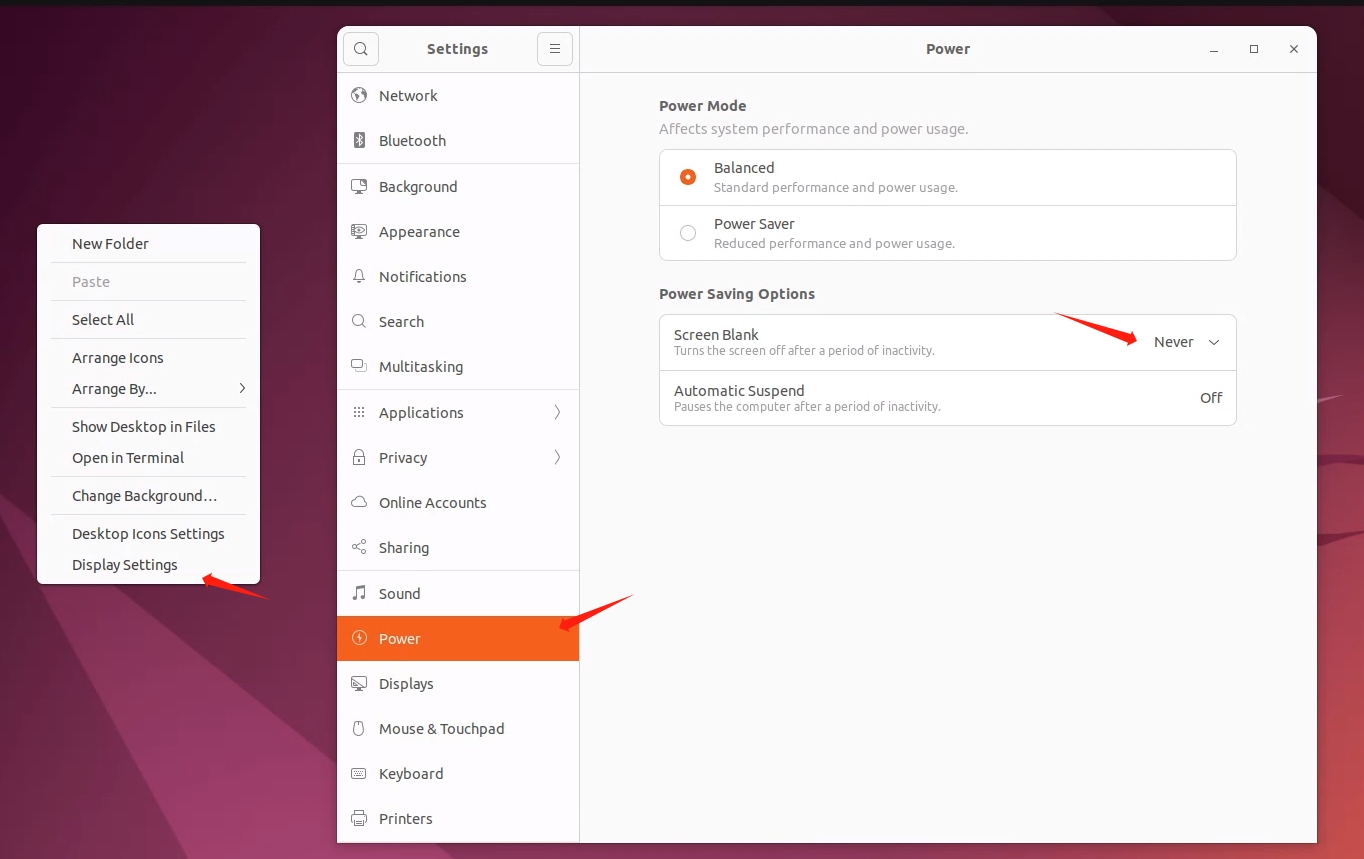 Settings
Power
New Folder
Paste
Select All
Arrange Icons
Arrange By...
Show Desktop in Files
Open in Terminal
Change Background…
Desktop Icons Settings
Display Settings
Network
Bluetooth
Background
Appearance
Notifications
Search
Multitasking
Applications
Privacy
Online Accounts
Sharing
Sound
Power
Displays
Mouse & Touchpad
Keyboard
Printers
Power Mode
Affects system performance and power usage.
Balanced
Standard performance and power usage.
Power Saver
Reduced performance and power usage.
Power Saving Options
Screen Blank
Turns the screen off after a period of inactivity.
Never
Automatic Suspend
Pauses the computer after a period of inactivity.
Off